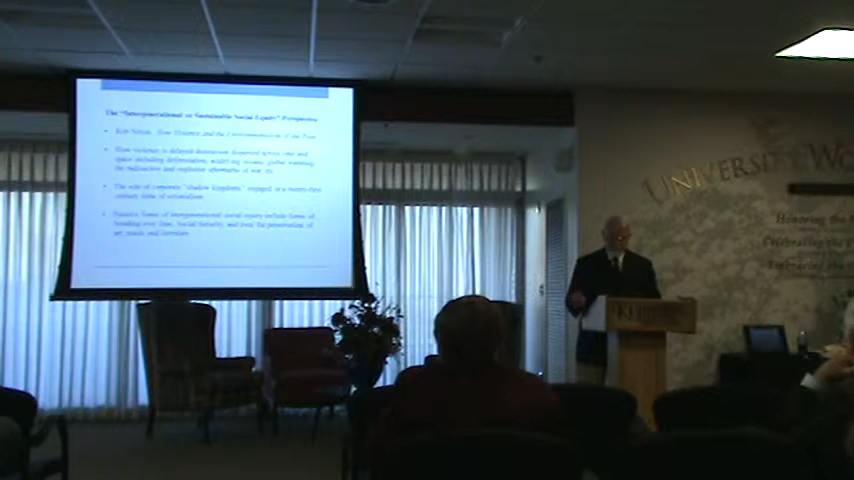 The "Intergenerational or Sustainable Social Equity" Perspective
• Rob Nixon. Slow Violence and the Environmentalism of the Poor
• Slow violence is delayed destruction dispersed across time and
space including deforestation, acidifying oceans, global warming,
the radioactive and explosive aftermaths of war, etc.
• The role of corporate "shadow kingdoms" engaged in a twenty-first
century form of colonialism
• Passive forms of intergenerational social equity include forms of
bonding over time, Social Security, and even the preservation of
art, music and literature
UNIVERSITY WO
Honoring the
Celebrating the
Embracing the